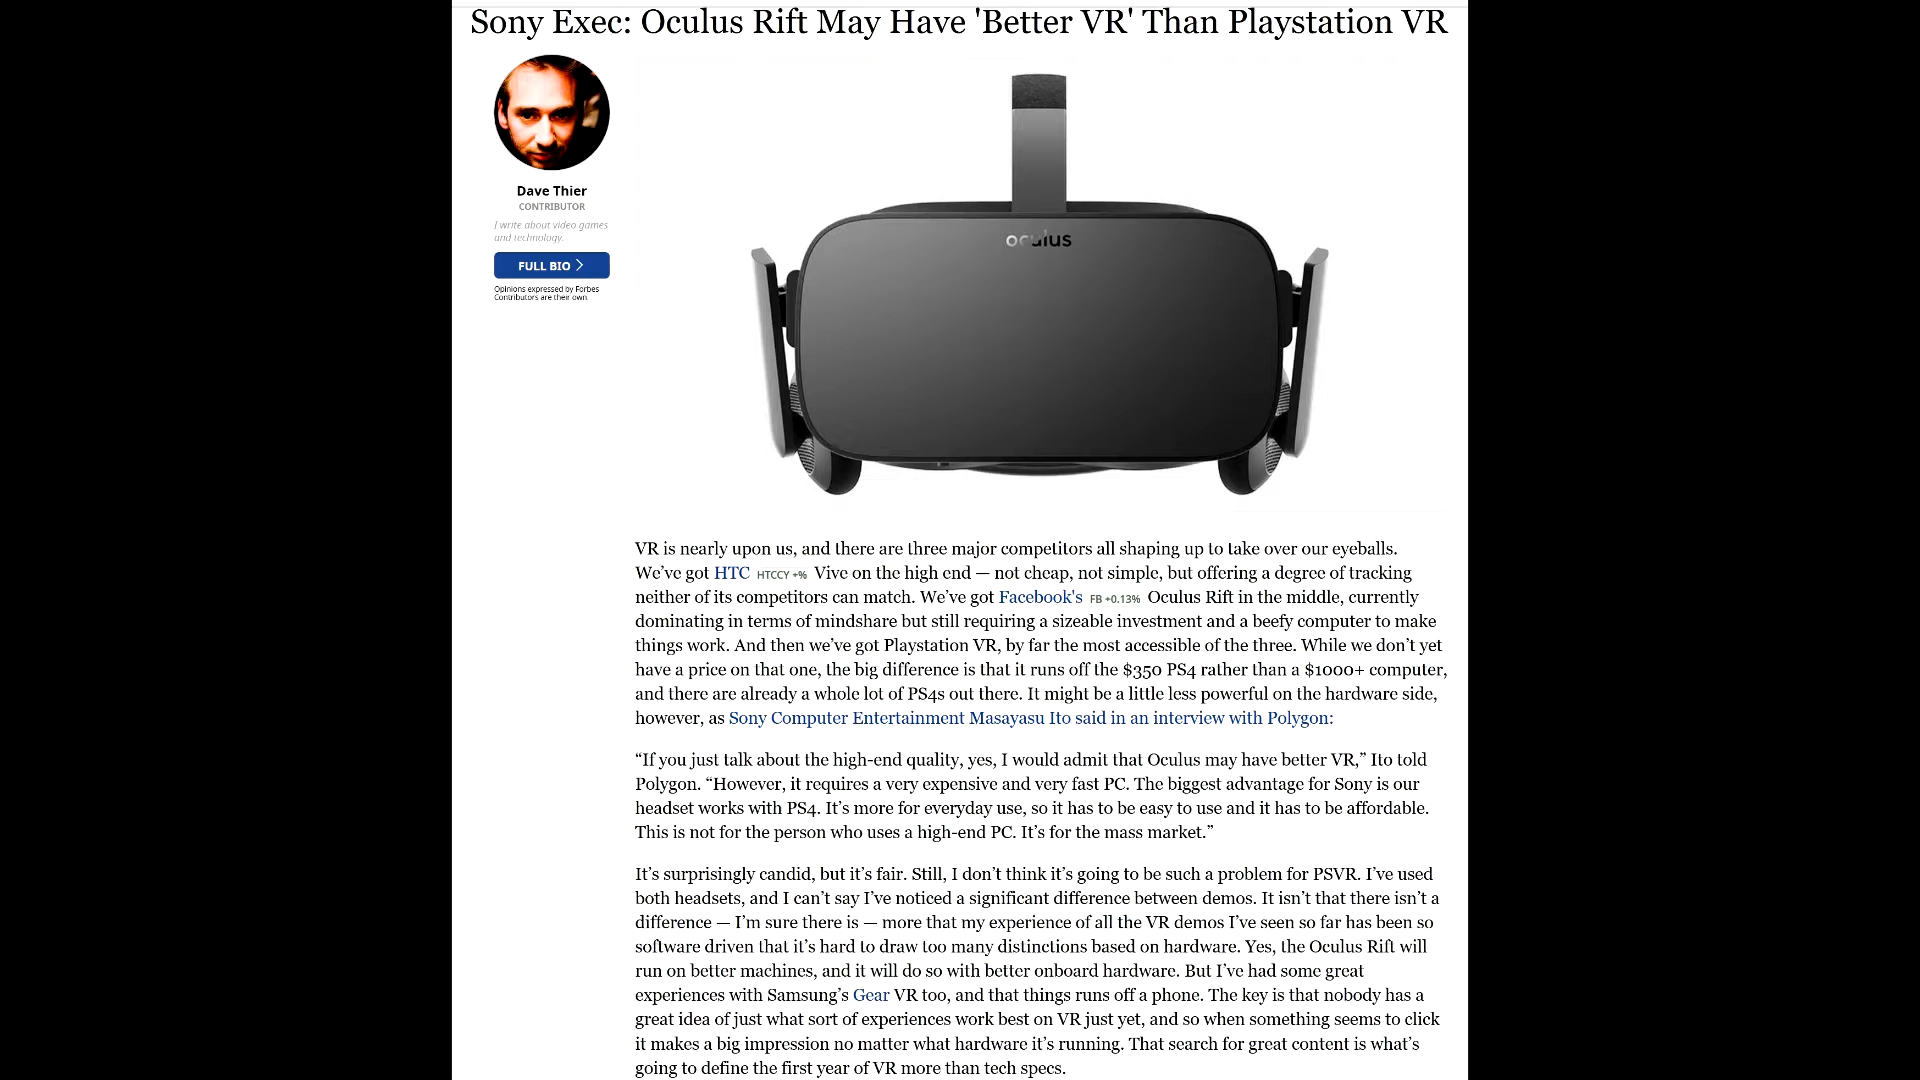 Sony Exec: Oculus Rift May Have 'Better VR' Than Playstation VR
Dave Thier
CONTRIBUTOR
I write about video games
and technology.
FULL BIO >
Opinions expressed by Forbes
Contributors are their own.
oculus
VR is nearly upon us, and there are three major competitors all shaping up to take over our eyeballs.
We’ve got HTC HTCCY +% Vive on the high end — not cheap, not simple, but offering a degree of tracking
neither of its competitors can match. We’ve got Facebook's FB +0.13% Oculus Rift in the middle, currently
dominating in terms of mindshare but still requiring a sizeable investment and a beefy computer to make
things work. And then we’ve got Playstation VR, by far the most accessible of the three. While we don’t yet
have a price on that one, the big difference is that it runs off the $350 PS4 rather than a $1000+ computer,
and there are already a whole lot of PS4s out there. It might be a little less powerful on the hardware side,
however, as Sony Computer Entertainment Masayasu Ito said in an interview with Polygon:
“If you just talk about the high-end quality, yes, I would admit that Oculus may have better VR,” Ito told
Polygon. “However, it requires a very expensive and very fast PC. The biggest advantage for Sony is our
headset works with PS4. It’s more for everyday use, so it has to be easy to use and it has to be affordable.
This is not for the person who uses a high-end PC. It’s for the mass market.”
It’s surprisingly candid, but it’s fair. Still, I don’t think it’s going to be such a problem for PSVR. I’ve used
both headsets, and I can’t say I’ve noticed a significant difference between demos. It isn’t that there isn’t a
difference — I’m sure there is — more that my experience of all the VR demos I’ve seen so far has been so
software driven that it’s hard to draw too many distinctions based on hardware. Yes, the Oculus Rift will
run on better machines, and it will do so with better onboard hardware. But I’ve had some great
experiences with Samsung’s Gear VR too, and that things runs off a phone. The key is that nobody has a
great idea of just what sort of experiences work best on VR just yet, and so when something seems to click
it makes a big impression no matter what hardware it’s running. That search for great content is what’s
going to define the first year of VR more than tech specs.